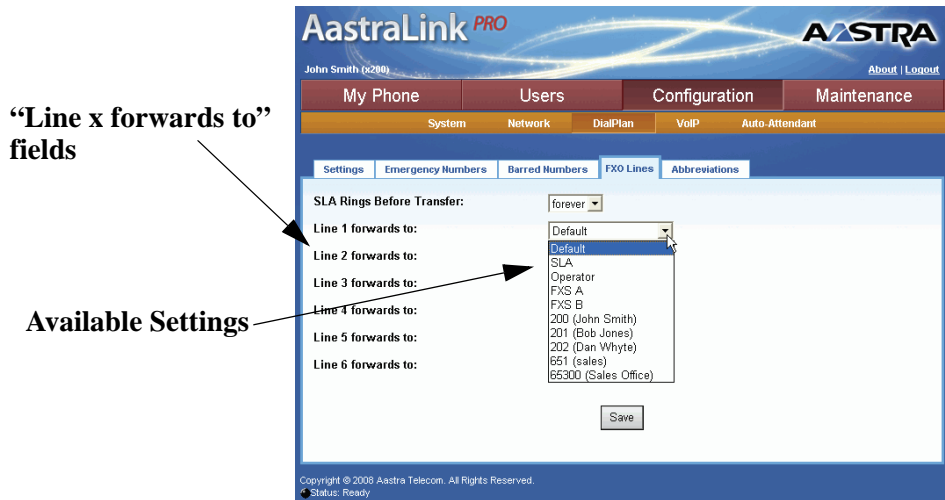 AastraLink PRO
AASTRA
John Smith (x200)
About | Logout
My Phone Users Configuration Maintenance
System Network DialPlan VoIP Auto-Attendant
Settings Emergency Numbers Barred Numbers FXO Lines Abbreviations
“Line x forwards to”
fields
SLA Rings Before Transfer: forever
Line 1 forwards to: Default
Line 2 forwards to:
Line 3 forwards to:
Line 4 forwards to:
Line 5 forwards to:
Line 6 forwards to:
Default
SLA
Operator
FXS A
FXS B
200 (John Smith)
201 (Bob Jones)
202 (Dan Whyte)
651 (sales)
65300 (Sales Office)
Available Settings
Save
Copyright © 2008 Aastra Telecom. All Rights Reserved.
Status: Ready